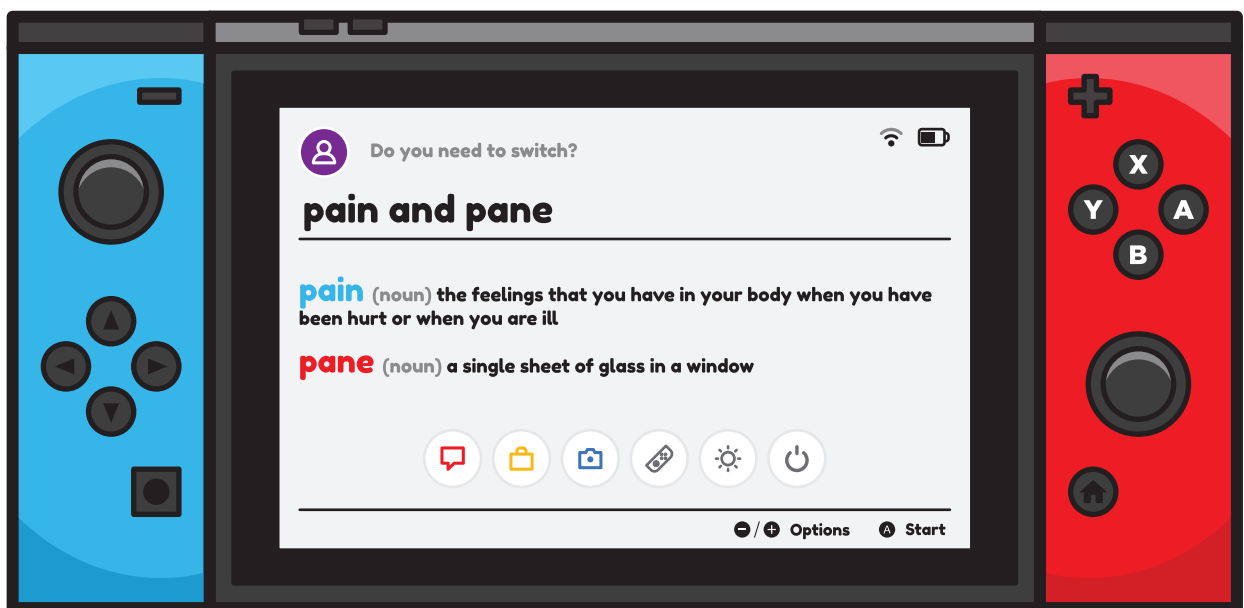 Do you need to switch?
pain and pane
pain (noun) the feelings that you have in your body when you have
been hurt or when you are ill
pane (noun) a single sheet of glass in a window
X
Y A
B
/ Options A Start